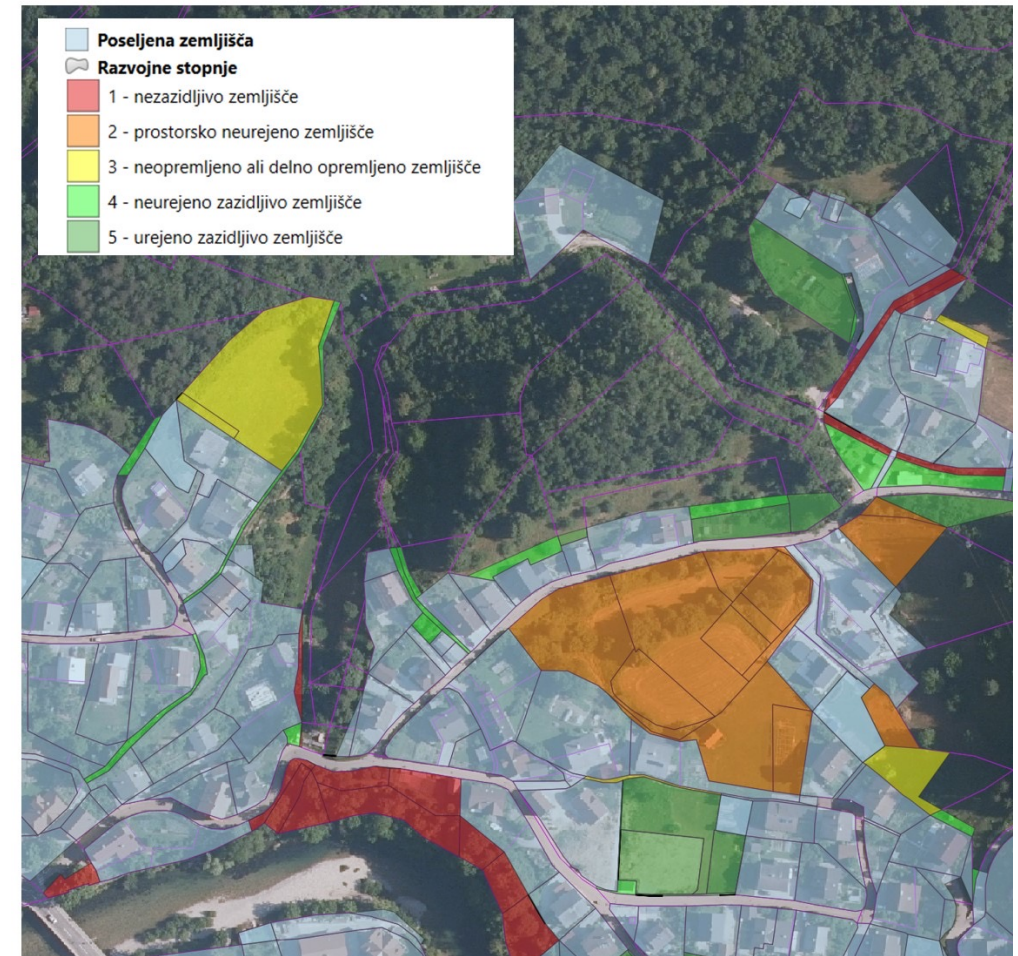 Poseljena zemljišča
Razvojne stopnje
1 - nezazidljivo zemljišče
2 - prostorsko neurejeno zemljišče
3 - neopremljeno ali delno opremljeno zemljišče
4 - neurejeno zazidljivo zemljišče
5 - urejeno zazidljivo zemljišče